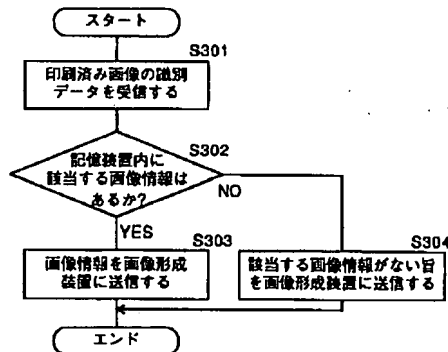 スタート
S301
印刷済み画像の識別
データを受信する
S302
記憶装置内に
該当する画像情報は
あるか?
NO
YES
S303
画像情報を画像形成
装置に送信する
S304
該当する画像情報がない旨
を画像形成装置に送信する
エンド